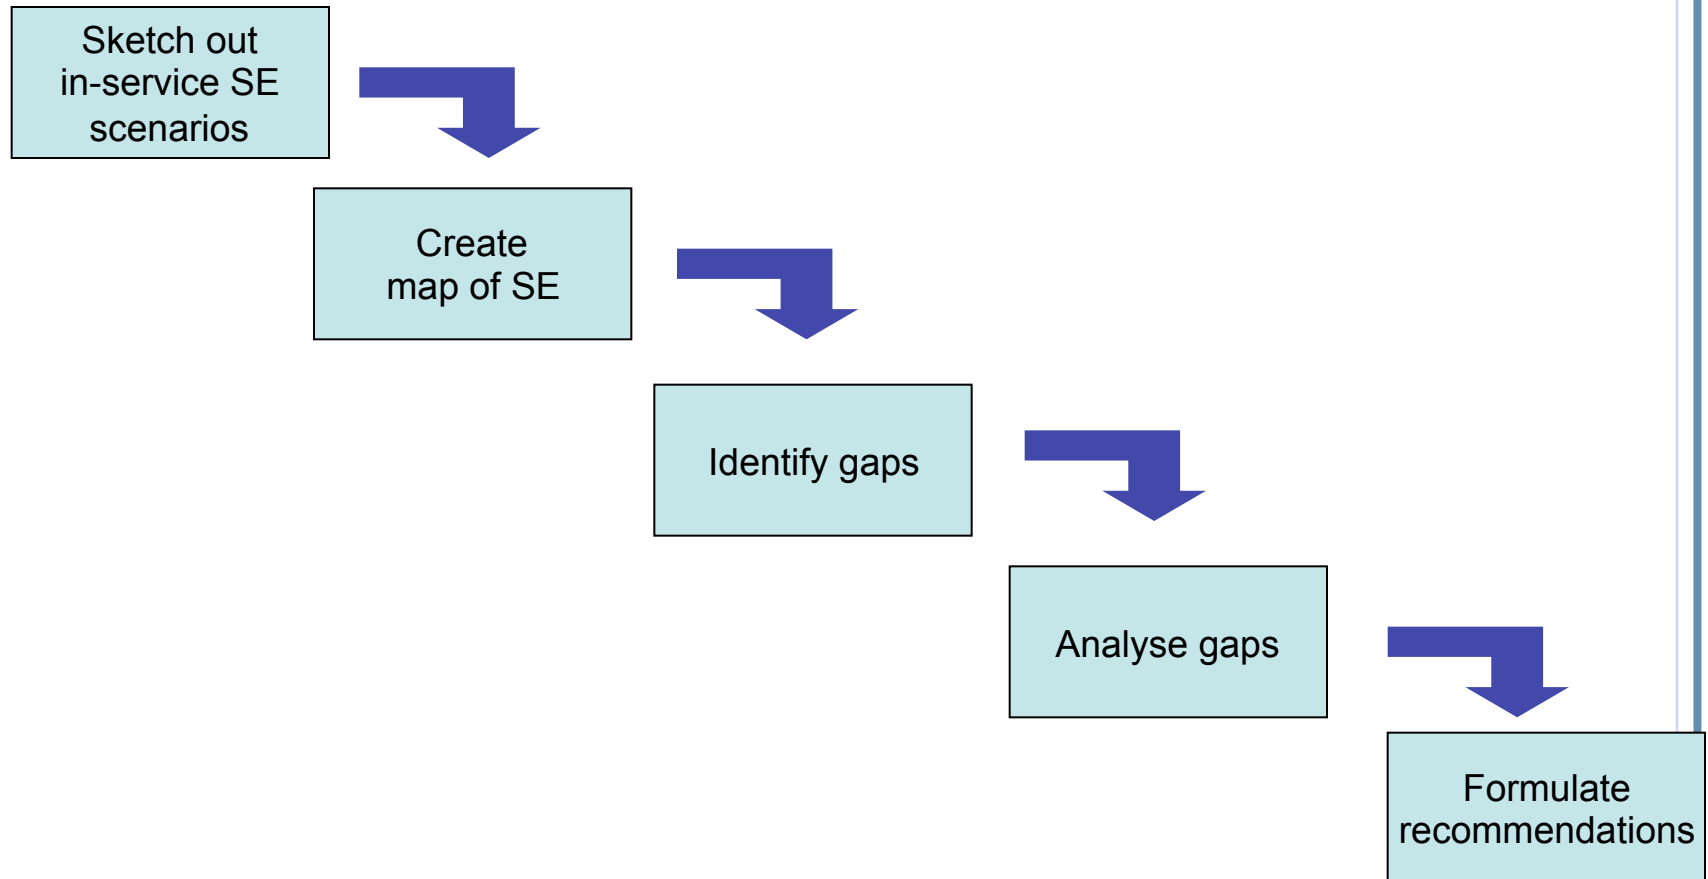 Sketch out
in-service SE
scenarios
Create
map of SE
Identify gaps
Analyse gaps
Formulate
recommendations